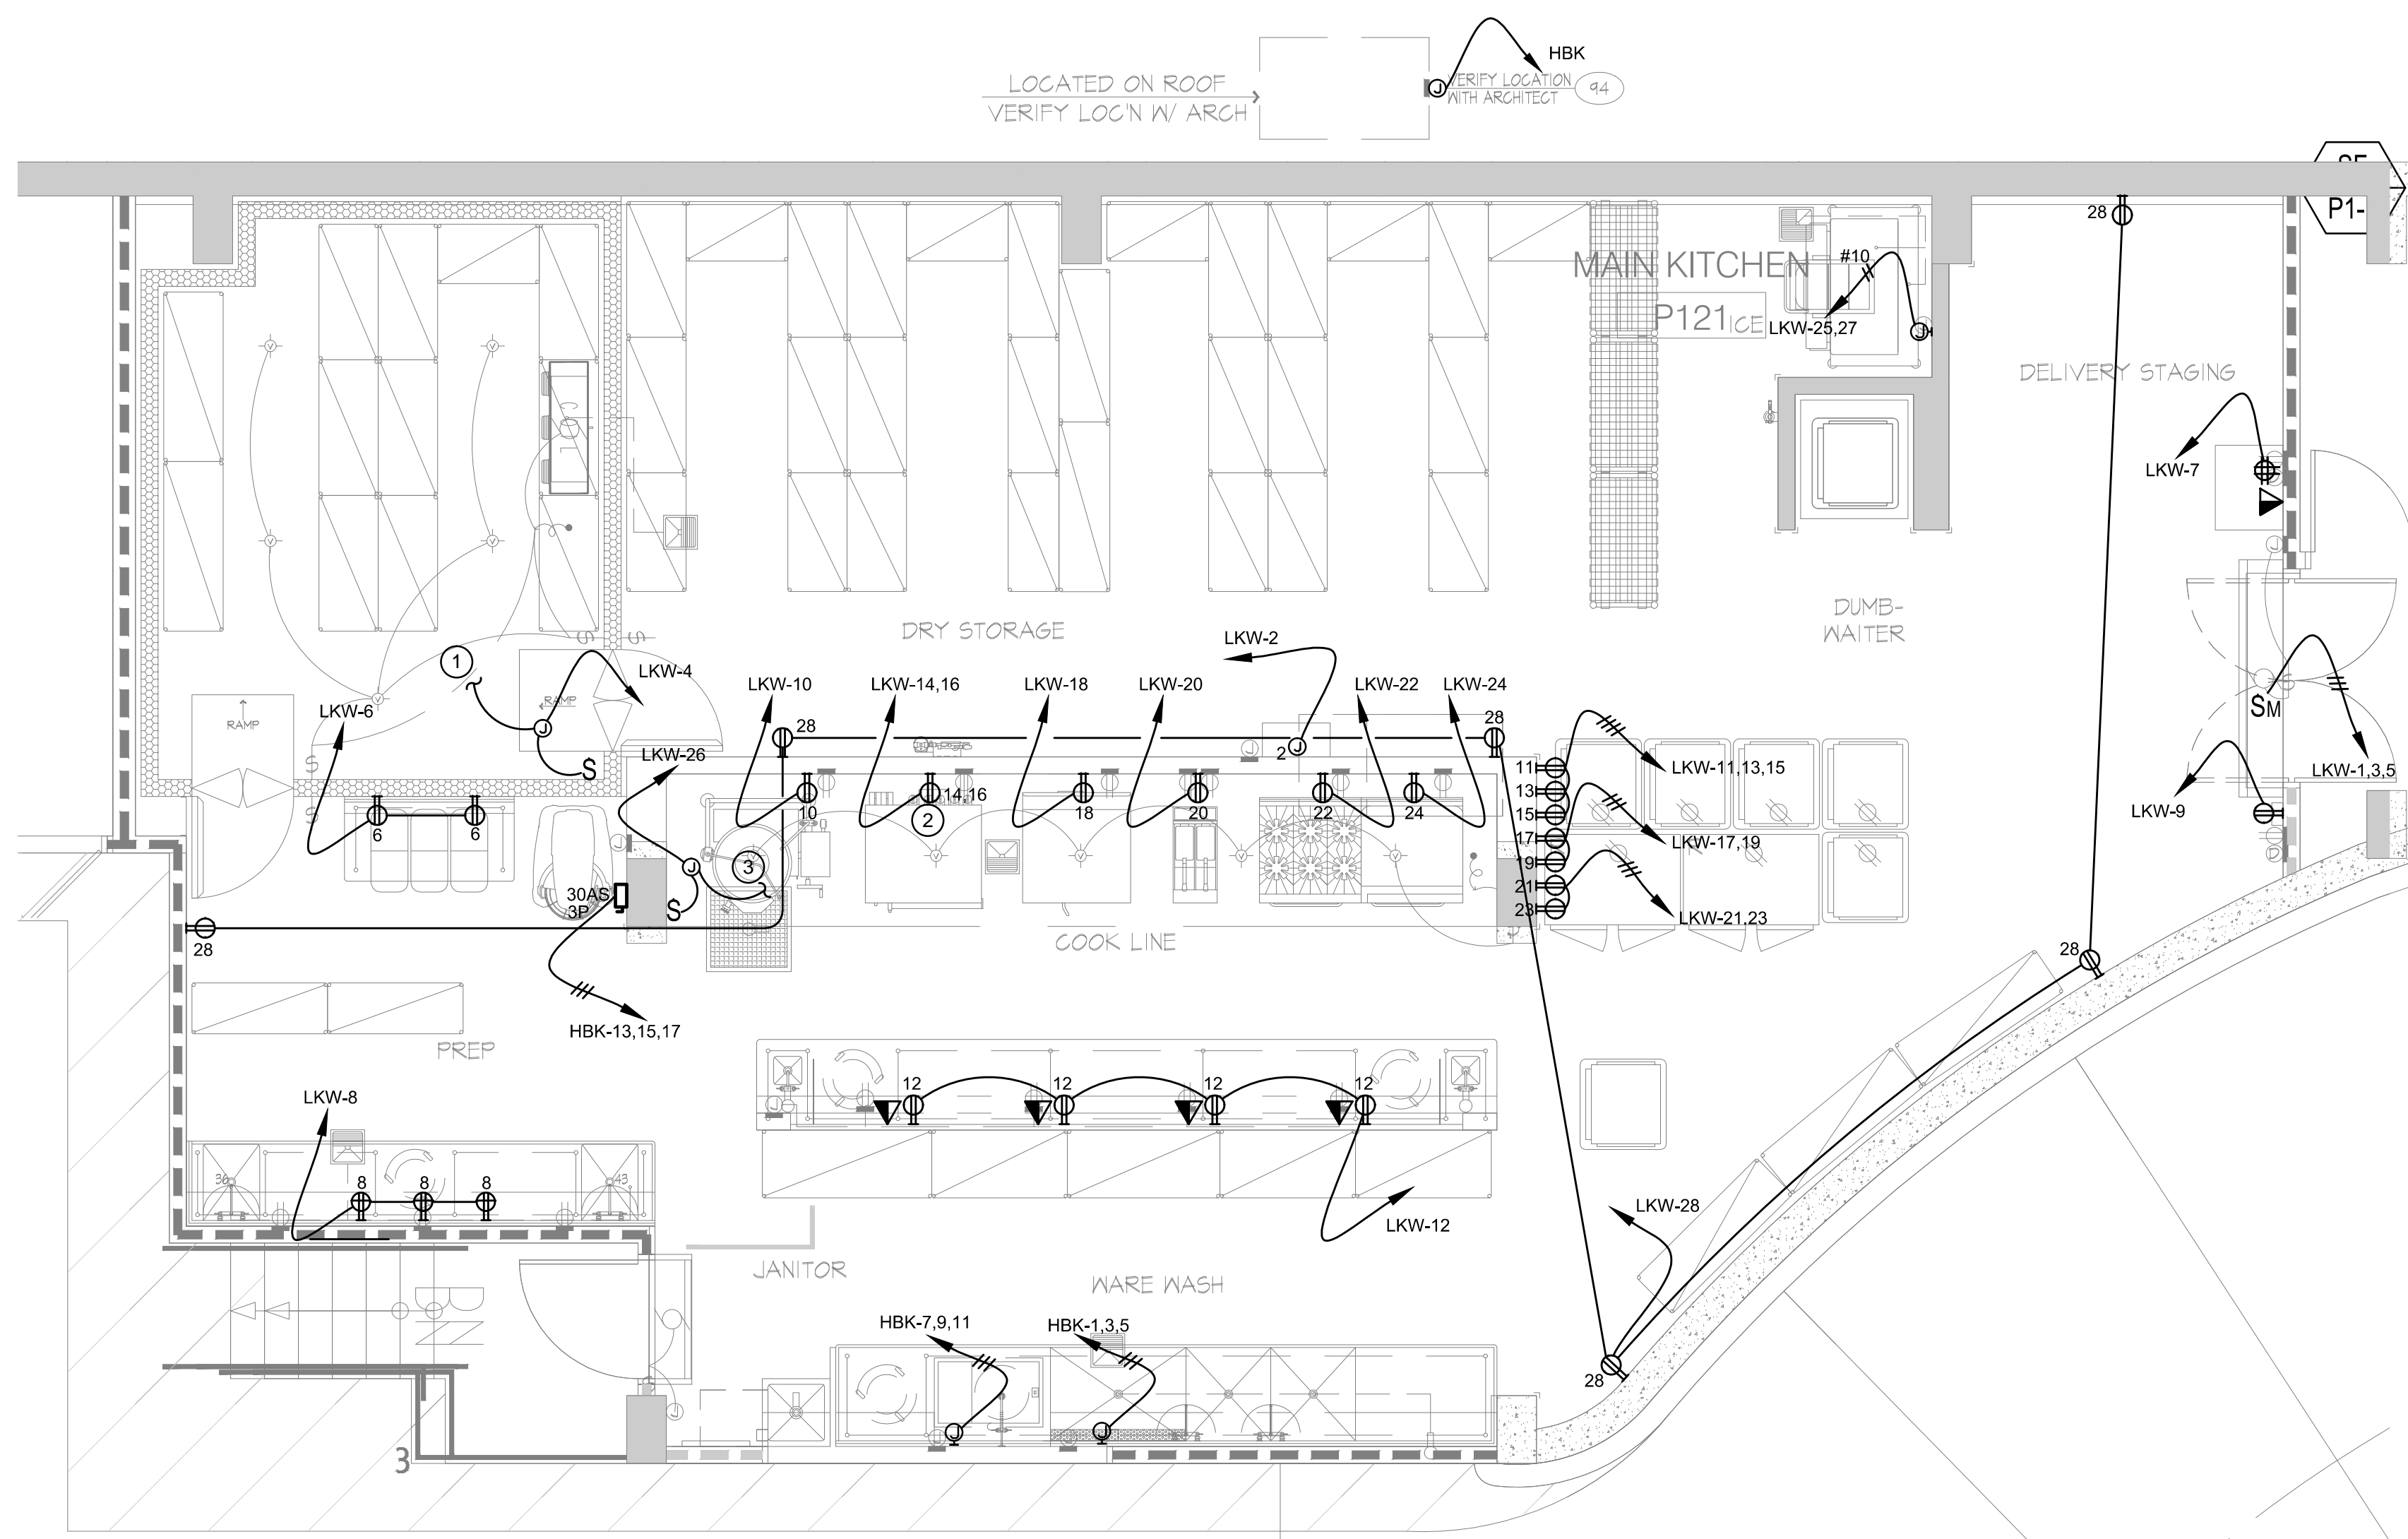 HBK
LOCATED ON ROOF
VERIFY LOC'N W/ ARCH
VERIFY LOCATION
WITH ARCHITECT
94
J
P1-
28
MAIN KITCHEN
#10
P121
ICE
LKW-25,27
J
DELIVERY STAGING
LKW-7
DUMB-
WAITER
DRY STORAGE
LKW-2
1
LKW-4
RAMP
RAMP
LKW-6
LKW-10
LKW-14,16
LKW-18
LKW-20
LKW-22
LKW-24
28
28
2
LKW-26
SM
LKW-1,3,5
LKW-9
11
13
15
17
19
21
23
LKW-11,13,15
LKW-17,19
LKW-21,23
6
6
10
14,16
2
18
20
22
24
3
30AS
3P
S
S
28
COOK LINE
28
HBK-13,15,17
PREP
12
12
12
12
LKW-8
8
8
8
36
43
LKW-12
LKW-28
JANITOR
WARE WASH
DN
HBK-7,9,11
HBK-1,3,5
28
J
J
3